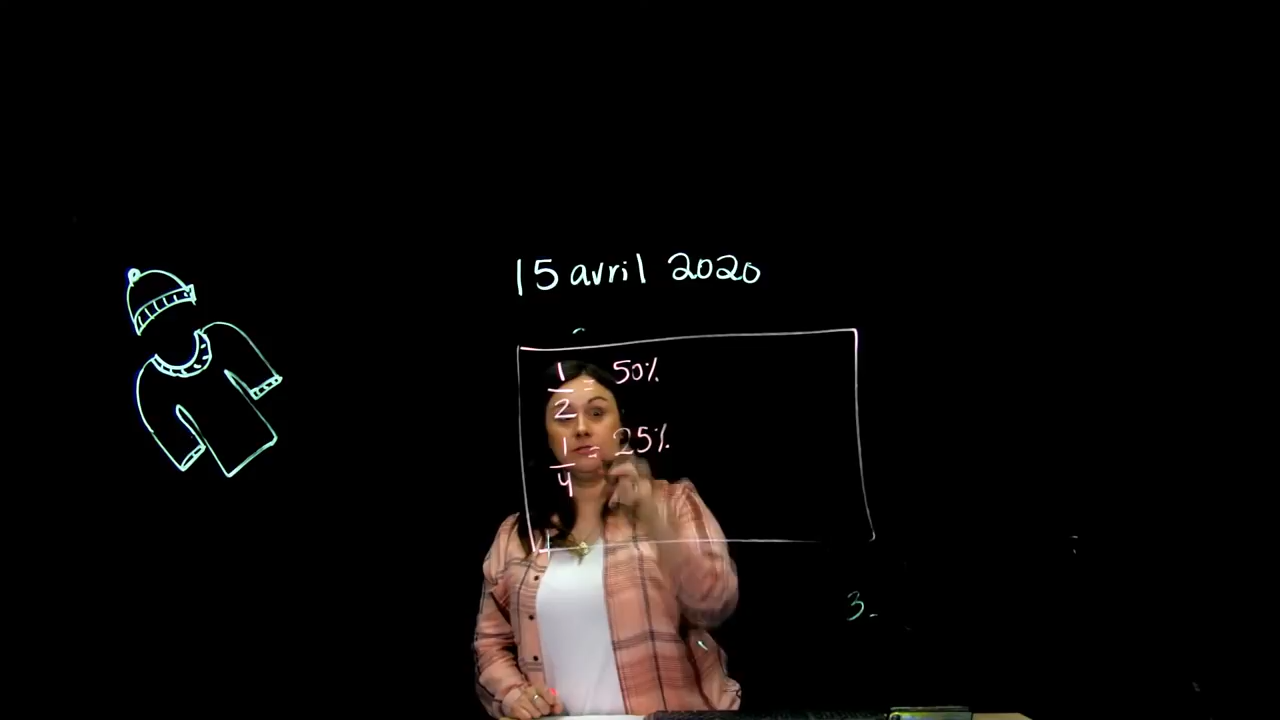 15 avril 2020
1/2 = 50%
1/4 = 25%
3.